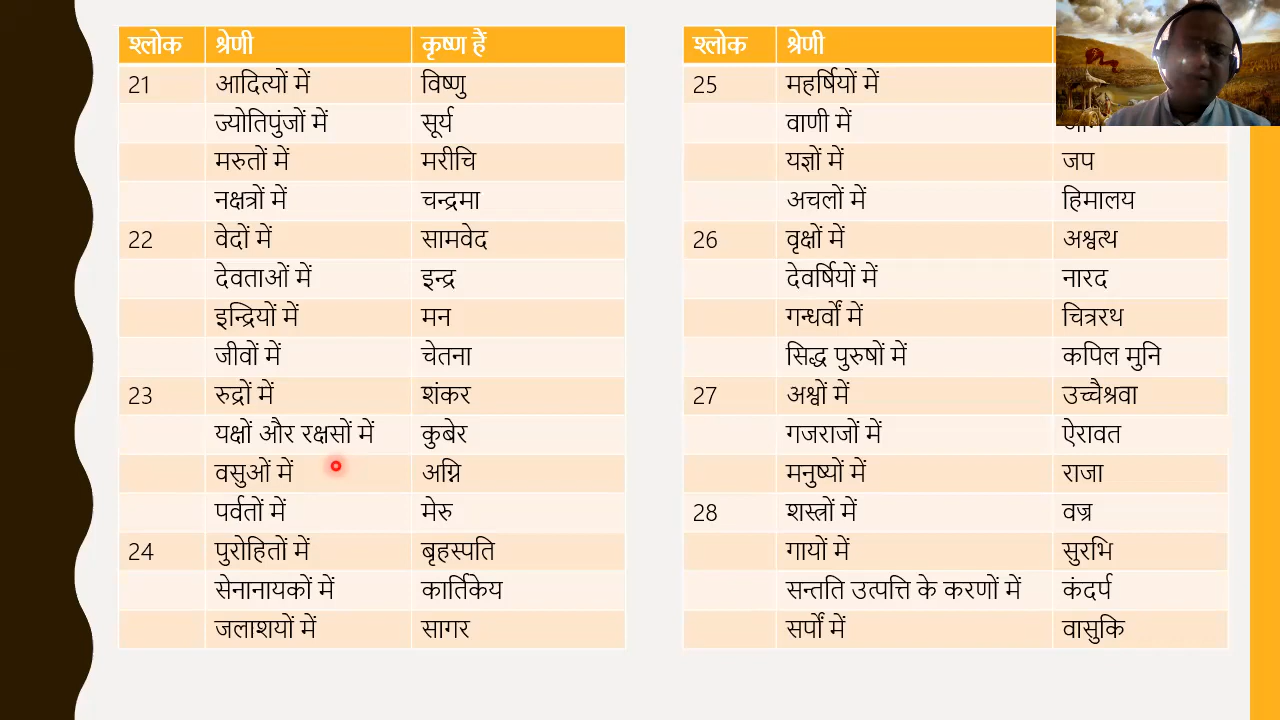 श्लोक श्रेणी कृष्ण हैं
21 आदित्यों में विष्णु
ज्योतिपुंजों में सूर्य
मरुतों में मरीचि
नक्षत्रों में चन्द्रमा
22 वेदों में सामवेद
देवताओं में इन्द्र
इन्द्रियों में मन
जीवों में चेतना
23 रुद्रों में शंकर
यक्षों और रक्षसों में कुबेर
वसुओं में अग्नि
पर्वतों में मेरु
24 पुरोहितों में बृहस्पति
सेनानायकों में कार्तिकेय
जलाशयों में सागर
श्लोक श्रेणी
25 महर्षियों में
वाणी में
यज्ञों में जप
अचलों में हिमालय
26 वृक्षों में अश्वत्थ
देवर्षियों में नारद
गन्धर्वों में चित्ररथ
सिद्ध पुरुषों में कपिल मुनि
27 अश्वों में उच्चैश्रवा
गजराजों में ऐरावत
मनुष्यों में राजा
28 शस्त्रों में वज्र
गायों में सुरभि
सन्तति उत्पत्ति के करणों में कंदर्प
सर्पों में वासुकि